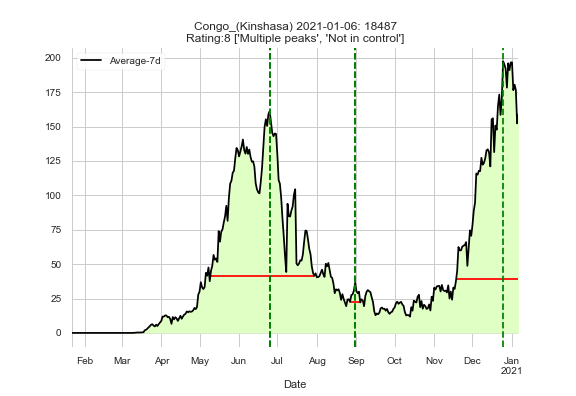 Congo_(Kinshasa) 2021-01-06: 18487
Rating:8 ['Multiple peaks', 'Not in control']
Average-7d
200
175
150
125
100
75
50
25
0
Feb Mar Apr May Jun Jul Aug Sep Oct Nov Dec Jan
2021
Date